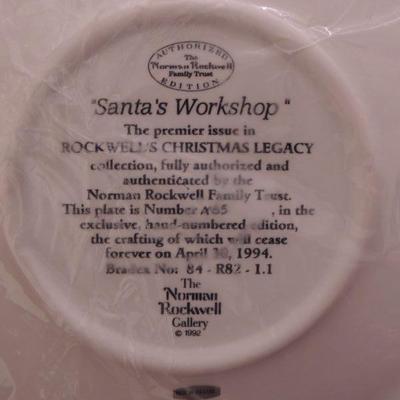 AUTHORIZED
The
Norman Rockwell
Family Trust
EDITION
"Santa's Workshop"
The premier issue in
ROCKWELL'S CHRISTMAS LEGACY
collection, fully authorized and
authenticated by the
Norman Rockwell Family Trust.
This plate is Number , in the
exclusive, hand-numbered edition,
the crafting of which will cease
forever on April 30, 1994.
Bradex No: 84 - R82 - 1.1
The
Norman
Rockwell
Gallery
© 1992